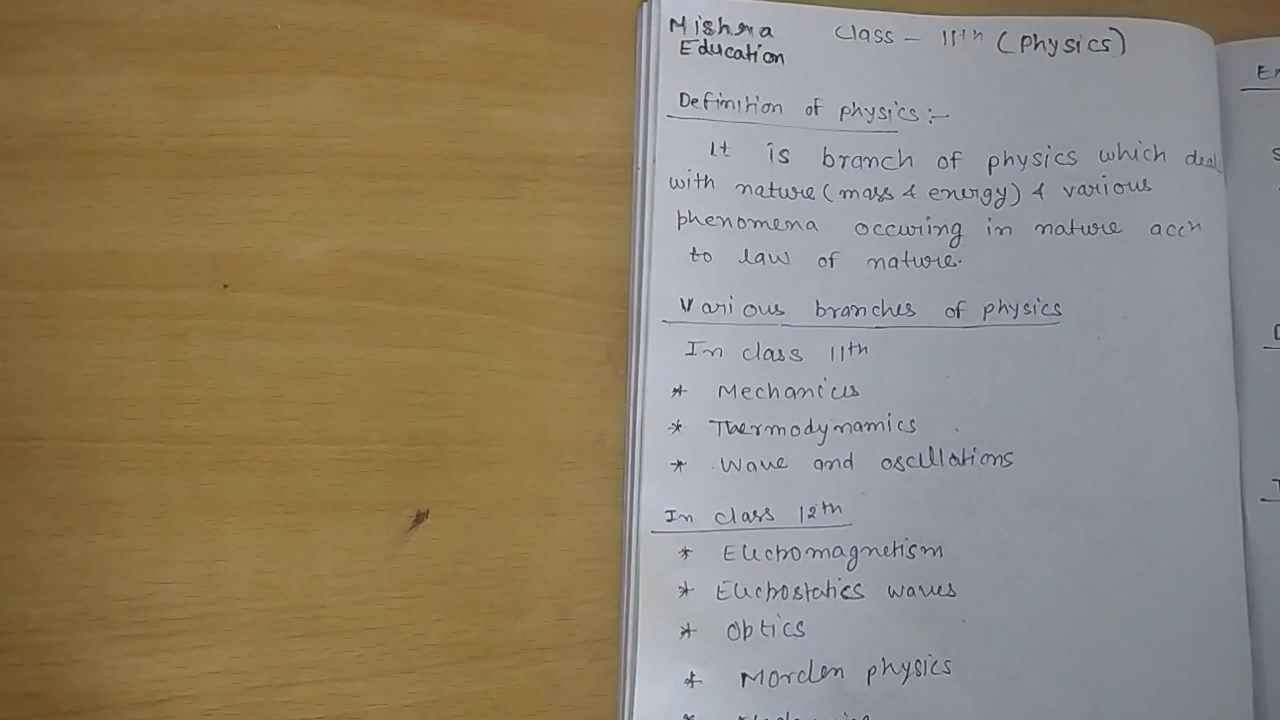 Mishra Education
Class - 11th (Physics)
Definition of physics :-
It is branch of physics which deal
with nature (mass & energy) & various
phenomena occuring in nature accn
to law of nature.
Various branches of physics
In class 11th
* Mechanics
* Thermodynamics
* Wave and oscillations
In class 12th
* Electromagnetism
* Electrostatics waves
* Optics
* Morden physics